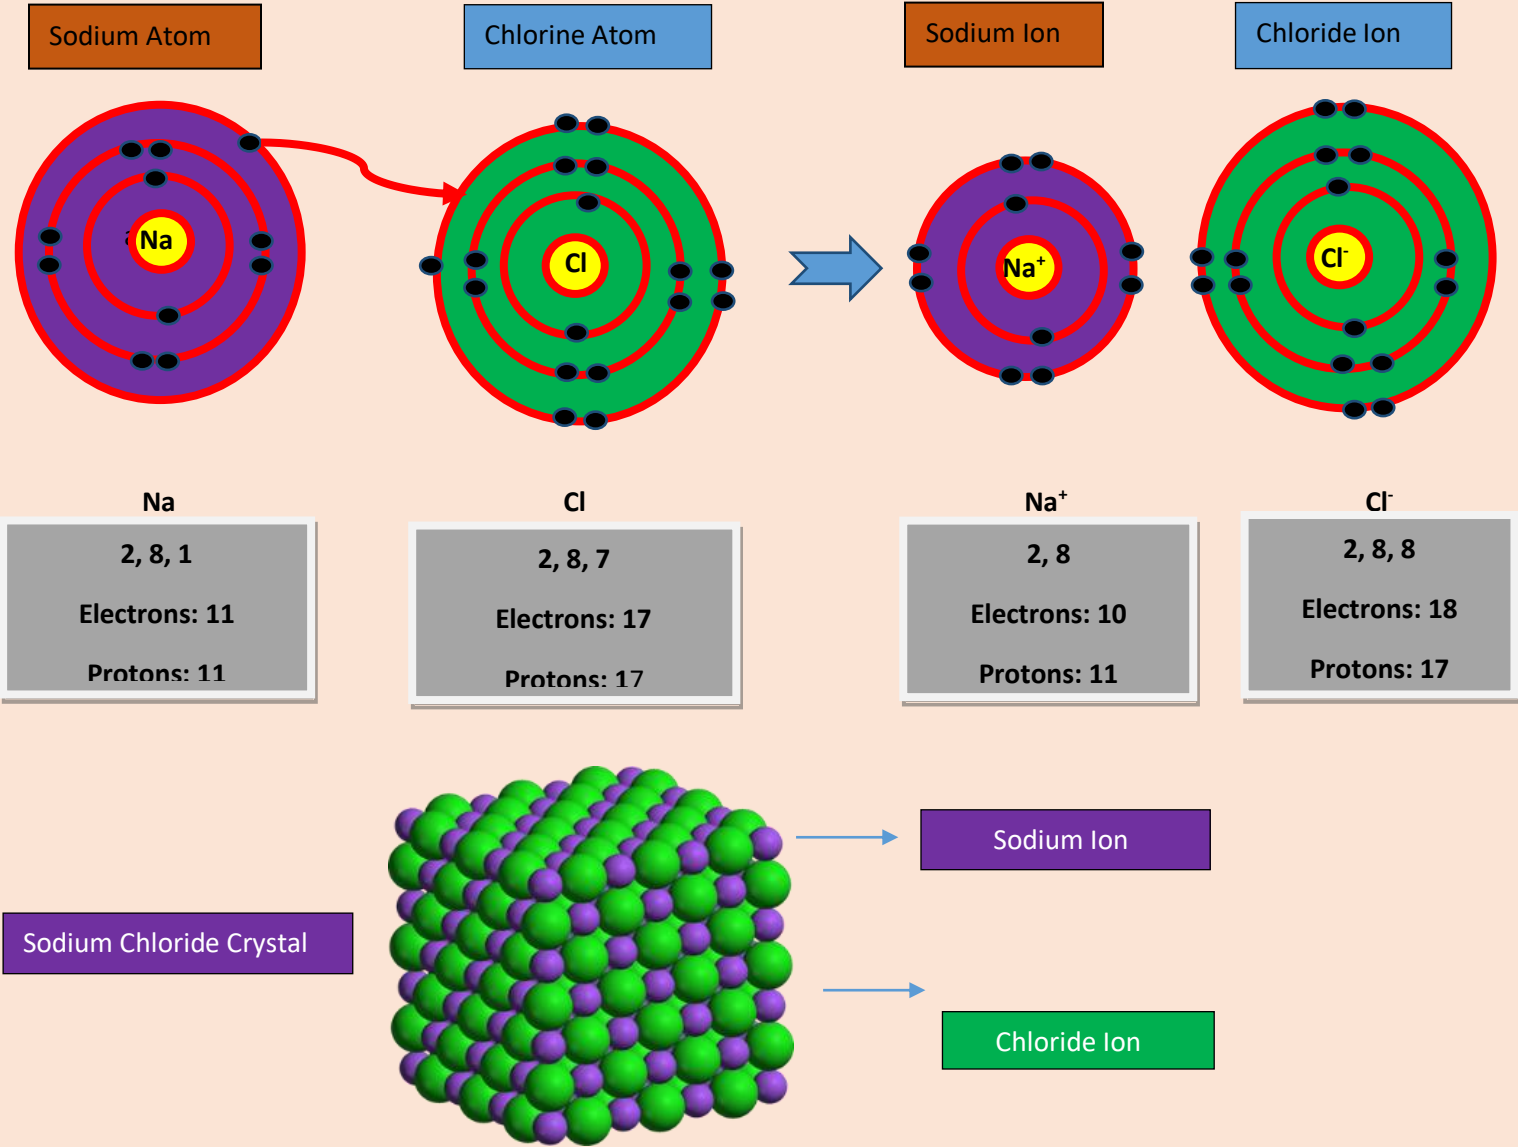 Sodium Atom
Chlorine Atom
Sodium Ion
Chloride Ion
Na
Cl
Na⁺
Cl⁻
Na
Cl
Na⁺
Cl⁻
2, 8, 1
Electrons: 11
Protons: 11
2, 8, 7
Electrons: 17
Protons: 17
2, 8
Electrons: 10
Protons: 11
2, 8, 8
Electrons: 18
Protons: 17
Sodium Ion
Sodium Chloride Crystal
Chloride Ion